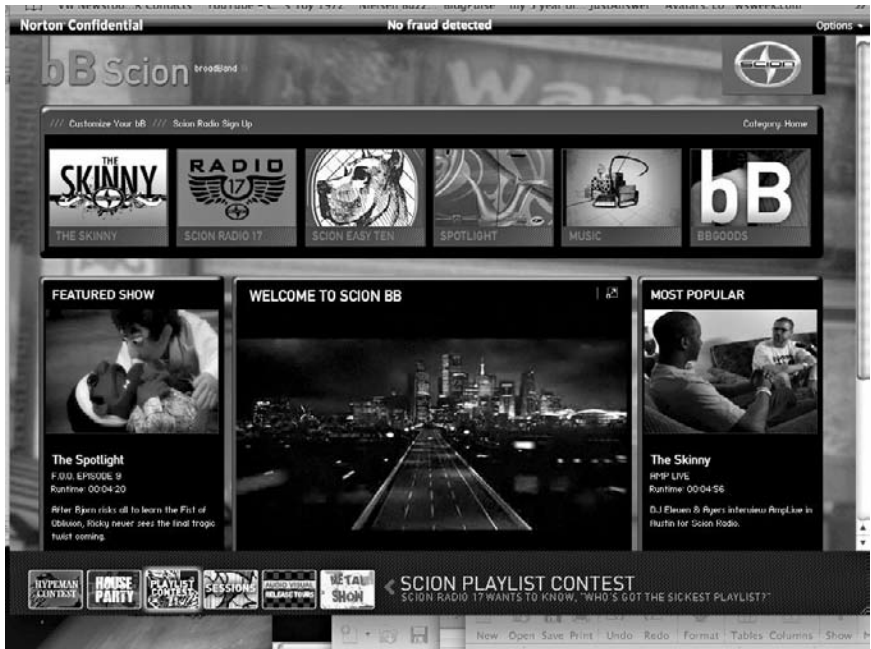 Norton Confidential
No fraud detected
Options
bB Scion broadBand
SCION
/// Customize Your bB /// Scion Radio Sign Up
Category: Home
THE SKINNY
RADIO 17
bB
THE SKINNY
SCION RADIO 17
SCION EASY TEN
SPOTLIGHT
MUSIC
BBGOODS
FEATURED SHOW
WELCOME TO SCION BB
MOST POPULAR
The Spotlight
F.O.O. EPISODE 9
Runtime: 00:04:20
After Bjorn risks all to learn the Fist of
Oblivion, Ricky never sees the final tragic
twist coming.
The Skinny
AMP LIVE
Runtime: 00:04:56
DJ Eleven & Ayers interview AmpLive in
Austin for Scion Radio.
HYPEMAN CONTEST
HOUSE PARTY
PLAYLIST CONTEST
SESSIONS
AUDIO VISUAL RELEASE TOURS
METAL SHOW
SCION PLAYLIST CONTEST
SCION RADIO 17 WANTS TO KNOW, "WHO'S GOT THE SICKEST PLAYLIST?"
New Open Save Print Undo Redo Format Tables Columns Show